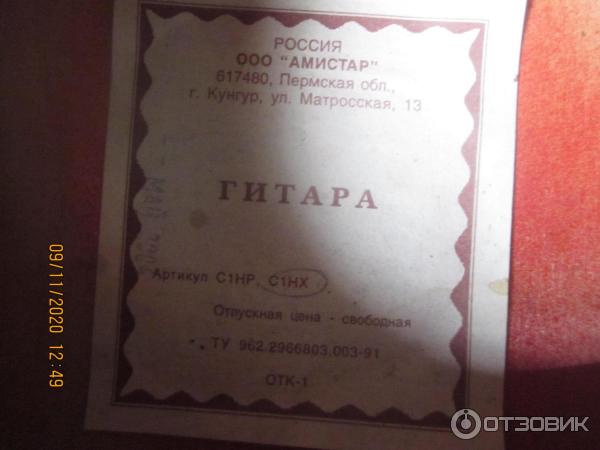 РОССИЯ
ООО "АМИСТАР"
617480, Пермская обл.,
г. Кунгур, ул. Матросская, 13
ГИТАРА
Артикул С1НР, С1НХ
Отпускная цена - свободная
ТУ 962.2966803.003-91
ОТК-1
09/11/2020 12:49
ОТЗОВИК